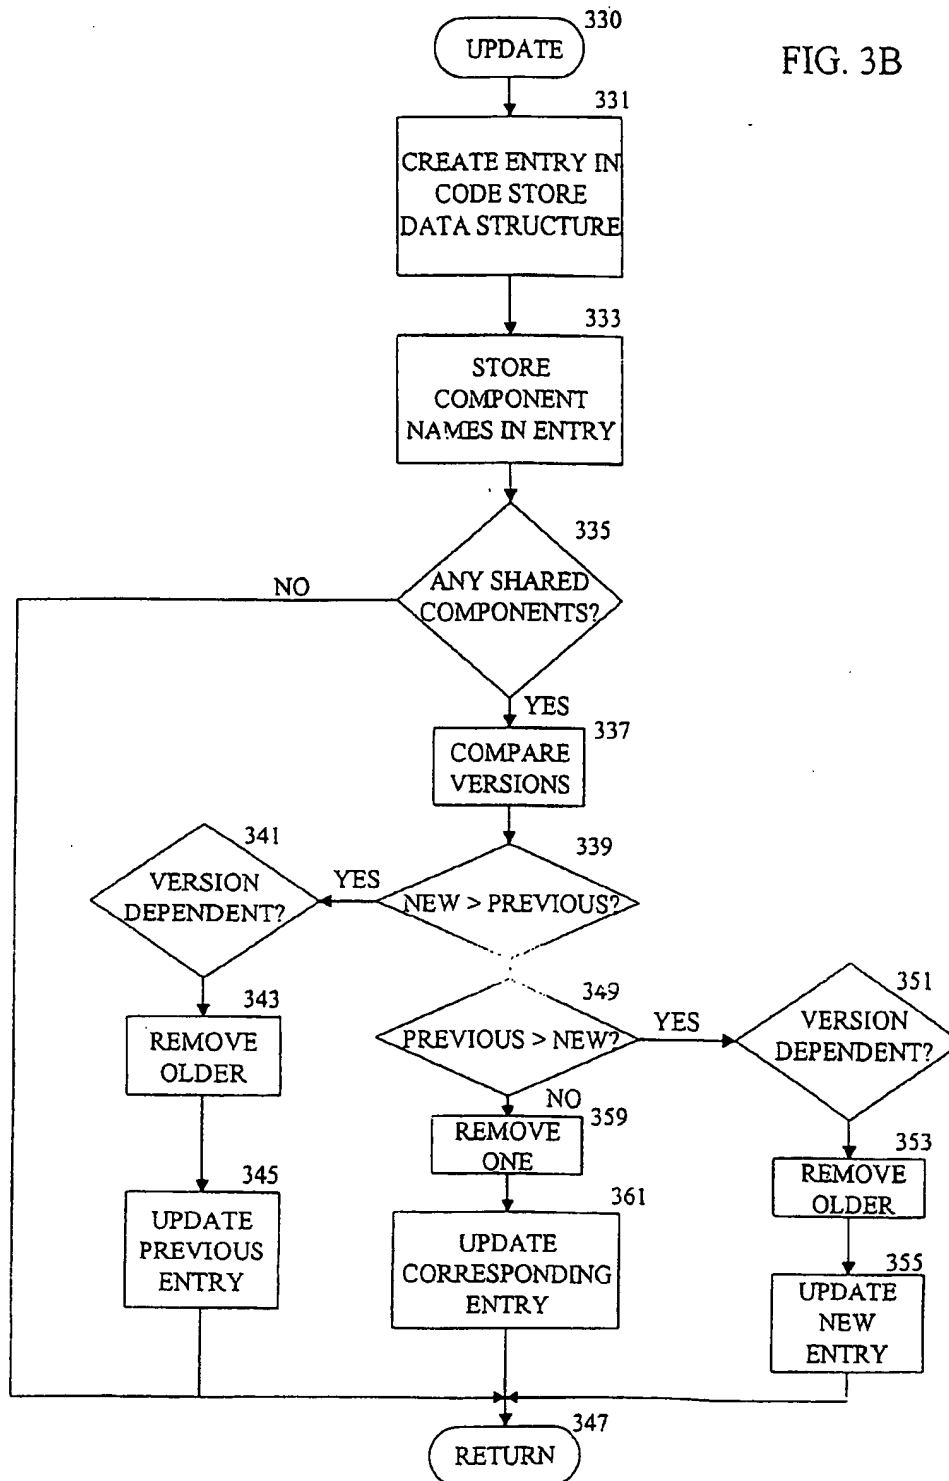 330
UPDATE
FIG. 3B
331
CREATE ENTRY IN
CODE STORE
DATA STRUCTURE
333
STORE
COMPONENT
NAMES IN ENTRY
335
ANY SHARED
COMPONENTS?
NO
YES
337
COMPARE
VERSIONS
339
NEW > PREVIOUS?
YES
341
VERSION
DEPENDENT?
343
REMOVE
OLDER
345
UPDATE
PREVIOUS
ENTRY
349
PREVIOUS > NEW?
YES
NO
351
VERSION
DEPENDENT?
353
REMOVE
OLDER
355
UPDATE
NEW
ENTRY
359
REMOVE
ONE
361
UPDATE
CORRESPONDING
ENTRY
347
RETURN